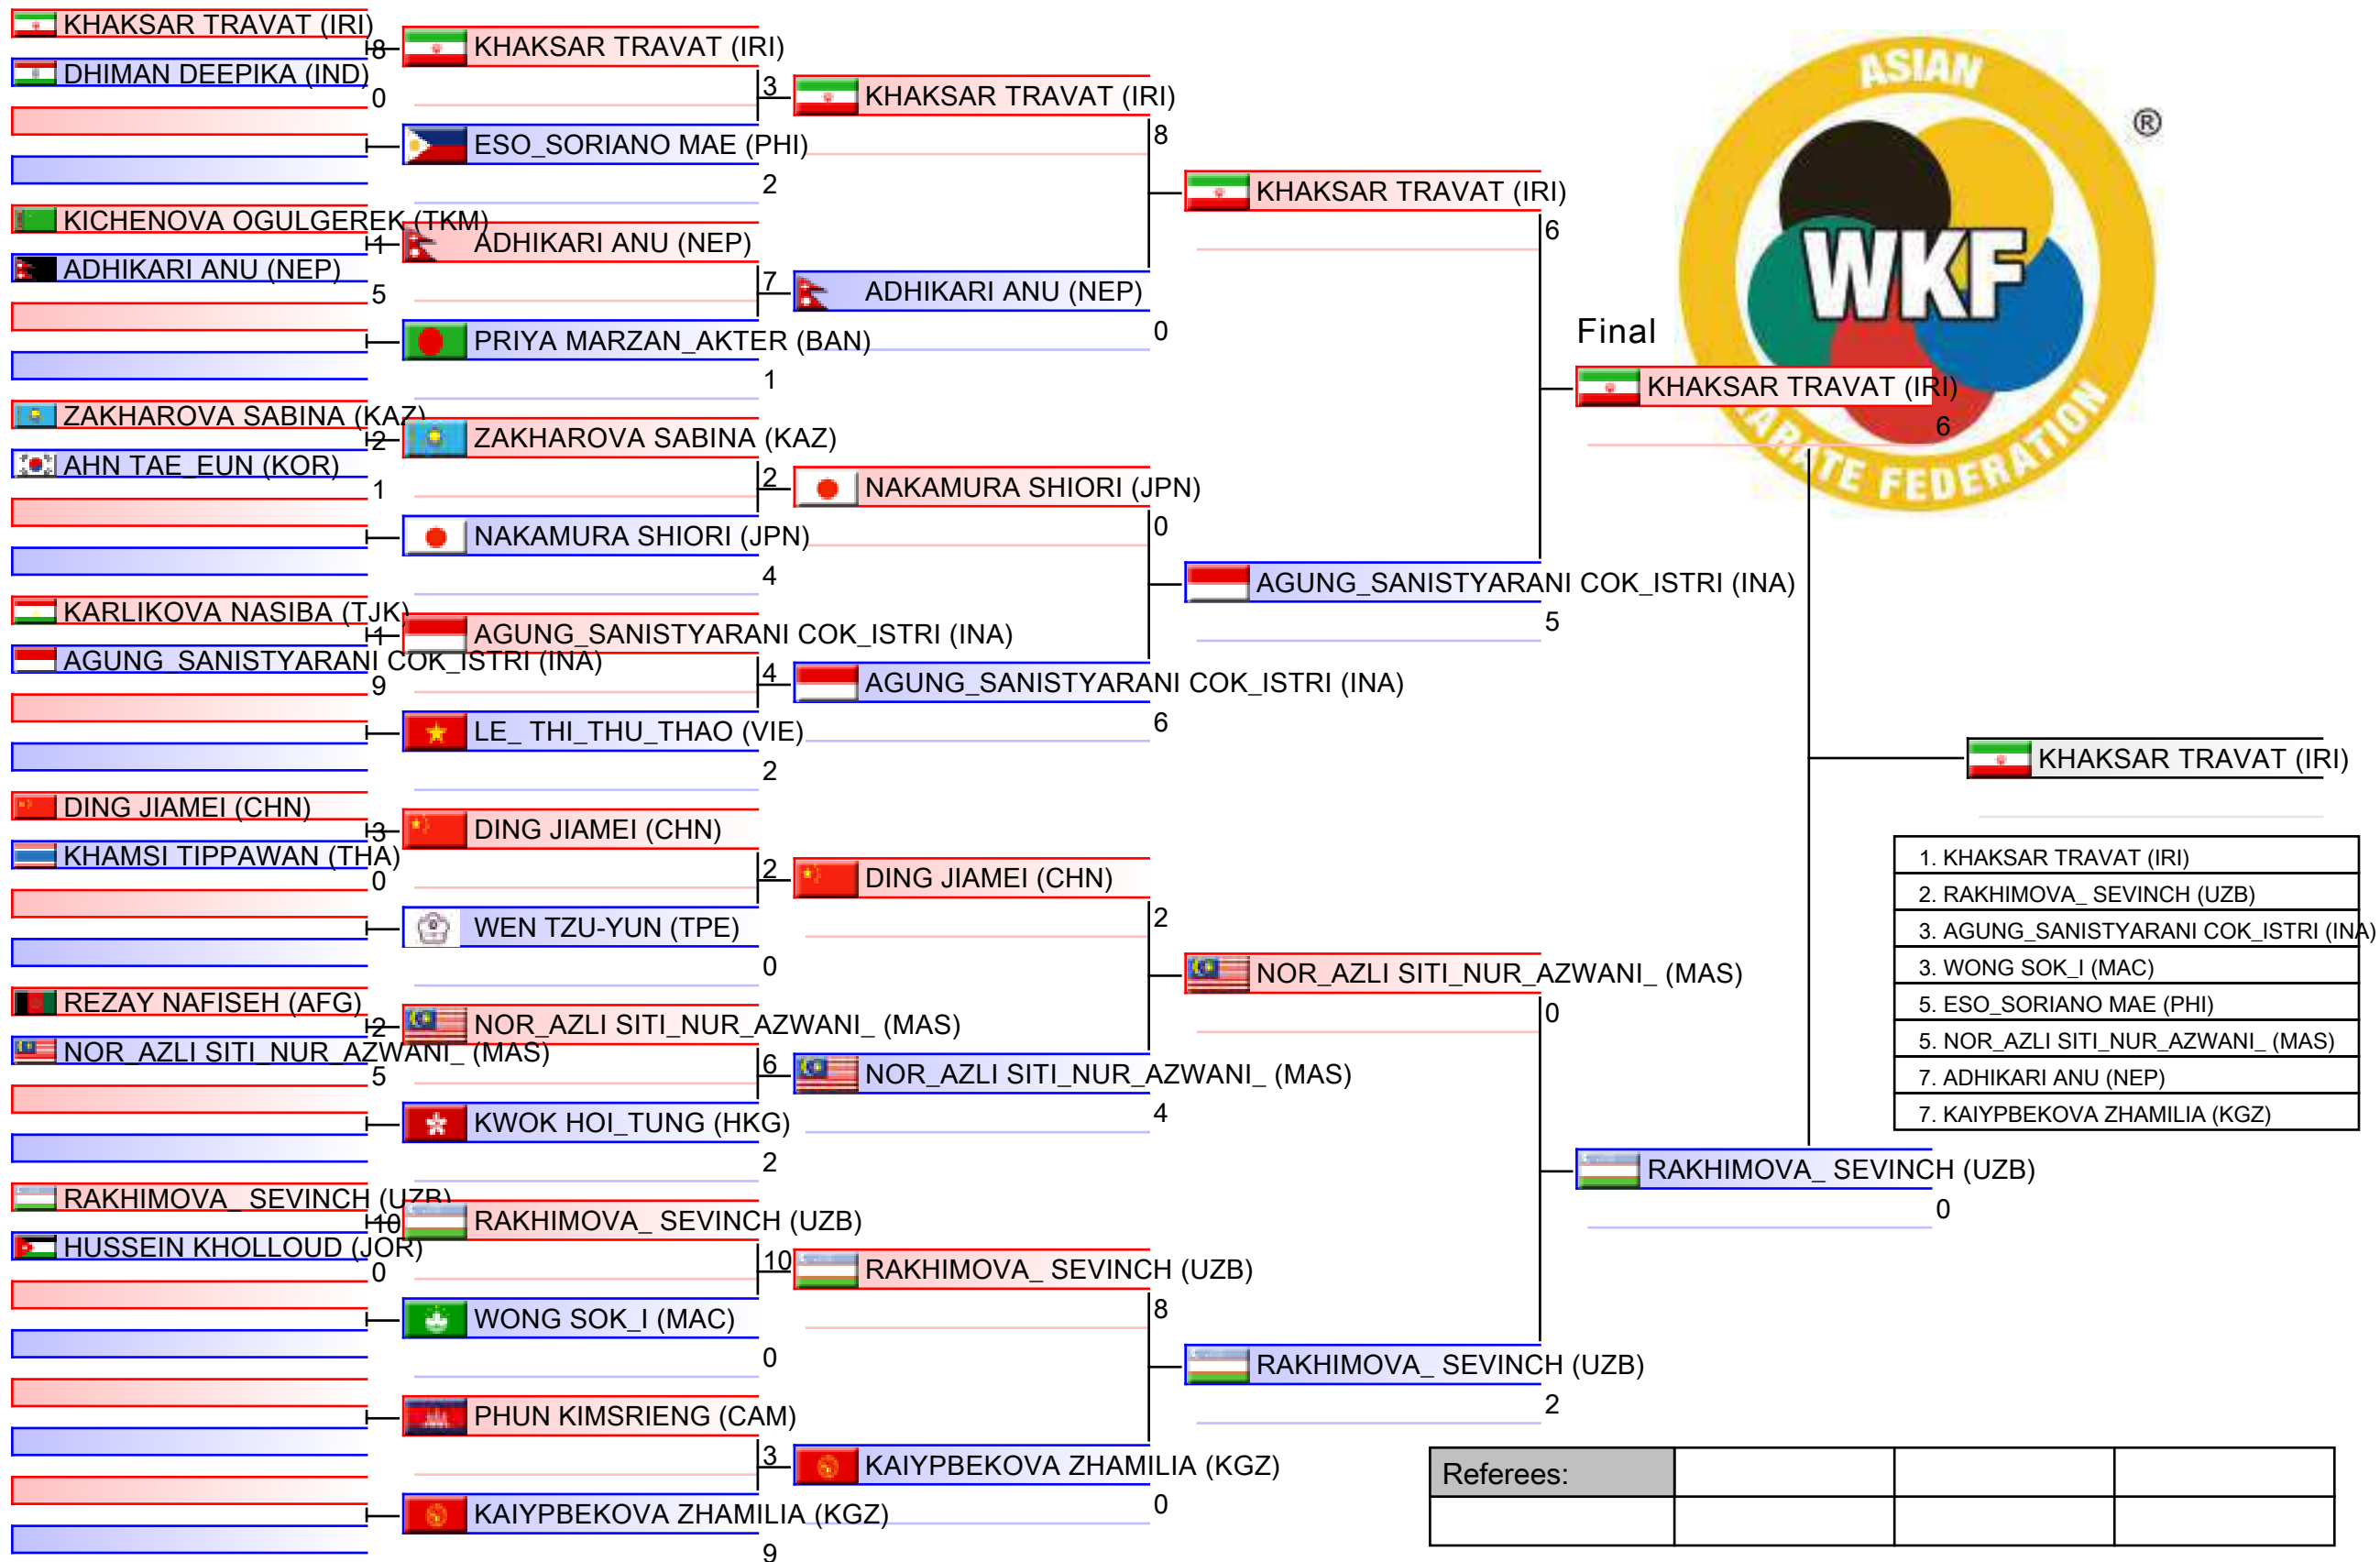 KHAKSAR TRAVAT (IRI)
8
DHIMAN DEEPIKA (IND)
0
KICHENOVA OGULGEREK (TKM)
1
ADHIKARI ANU (NEP)
5
ZAKHAROVA SABINA (KAZ)
2
AHN TAE_EUN (KOR)
1
KARLIKOVA NASIBA (TJK)
1
AGUNG_SANISTYARANI COK_ISTRI (INA)
9
DING JIAMEI (CHN)
3
KHAMSI TIPPAWAN (THA)
0
REZAY NAFISEH (AFG)
2
NOR_AZLI SITI_NUR_AZWANI_ (MAS)
5
RAKHIMOVA_ SEVINCH (UZB)
10
HUSSEIN KHOLLOUD (JOR)
0
KHAKSAR TRAVAT (IRI)
3
ESO_SORIANO MAE (PHI)
2
ADHIKARI ANU (NEP)
7
PRIYA MARZAN_AKTER (BAN)
1
ZAKHAROVA SABINA (KAZ)
2
NAKAMURA SHIORI (JPN)
4
AGUNG_SANISTYARANI COK_ISTRI (INA)
4
LE_ THI_THU_THAO (VIE)
2
DING JIAMEI (CHN)
2
WEN TZU-YUN (TPE)
0
NOR_AZLI SITI_NUR_AZWANI_ (MAS)
6
KWOK HOI_TUNG (HKG)
2
RAKHIMOVA_ SEVINCH (UZB)
10
WONG SOK_I (MAC)
0
PHUN KIMSRIENG (CAM)
3
KAIYPBEKOVA ZHAMILIA (KGZ)
9
KHAKSAR TRAVAT (IRI)
8
ADHIKARI ANU (NEP)
0
NAKAMURA SHIORI (JPN)
0
AGUNG_SANISTYARANI COK_ISTRI (INA)
6
DING JIAMEI (CHN)
2
NOR_AZLI SITI_NUR_AZWANI_ (MAS)
4
RAKHIMOVA_ SEVINCH (UZB)
8
KAIYPBEKOVA ZHAMILIA (KGZ)
0
KHAKSAR TRAVAT (IRI)
6
AGUNG_SANISTYARANI COK_ISTRI (INA)
5
NOR_AZLI SITI_NUR_AZWANI_ (MAS)
0
RAKHIMOVA_ SEVINCH (UZB)
2
Final
KHAKSAR TRAVAT (IRI)
6
RAKHIMOVA_ SEVINCH (UZB)
0
ASIAN
®
WKF
KARATE FEDERATION
KHAKSAR TRAVAT (IRI)
1. KHAKSAR TRAVAT (IRI)
2. RAKHIMOVA_ SEVINCH (UZB)
3. AGUNG_SANISTYARANI COK_ISTRI (INA)
3. WONG SOK_I (MAC)
5. ESO_SORIANO MAE (PHI)
5. NOR_AZLI SITI_NUR_AZWANI_ (MAS)
7. ADHIKARI ANU (NEP)
7. KAIYPBEKOVA ZHAMILIA (KGZ)
Referees: